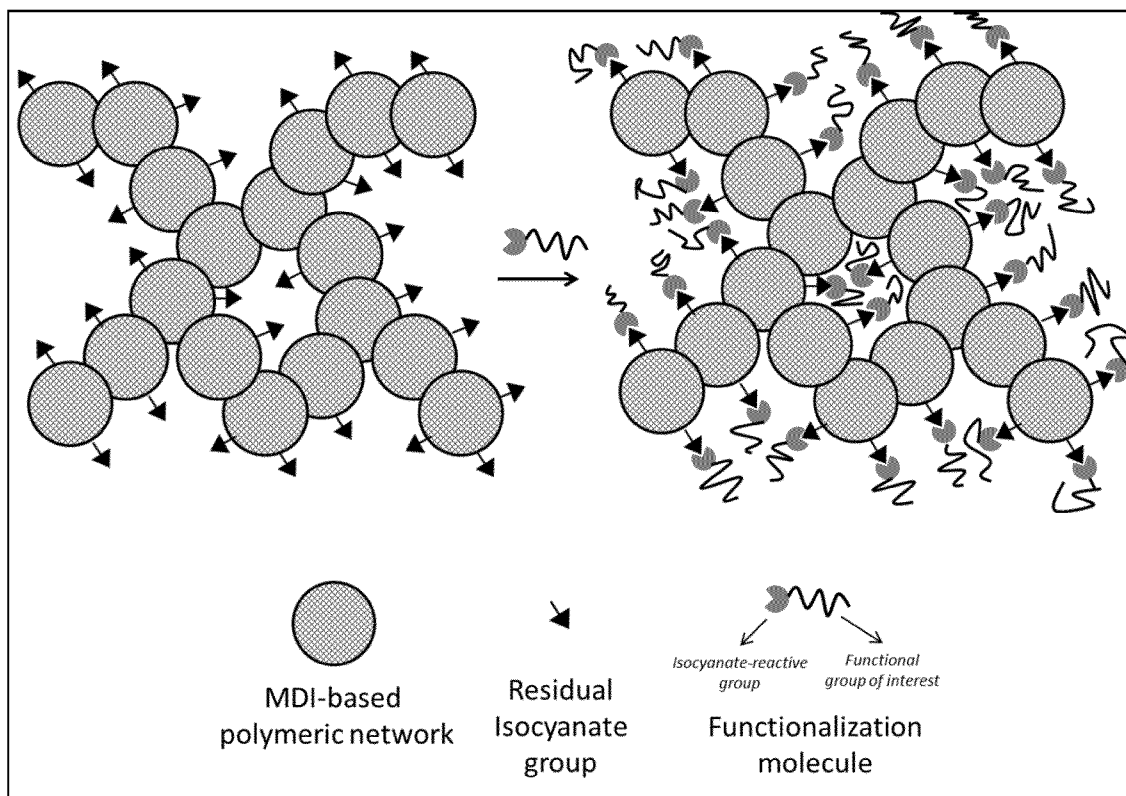 Isocyanate-reactive
group
Functional
group of interest
MDI-based
polymeric network
Residual
Isocyanate
group
Functionalization
molecule